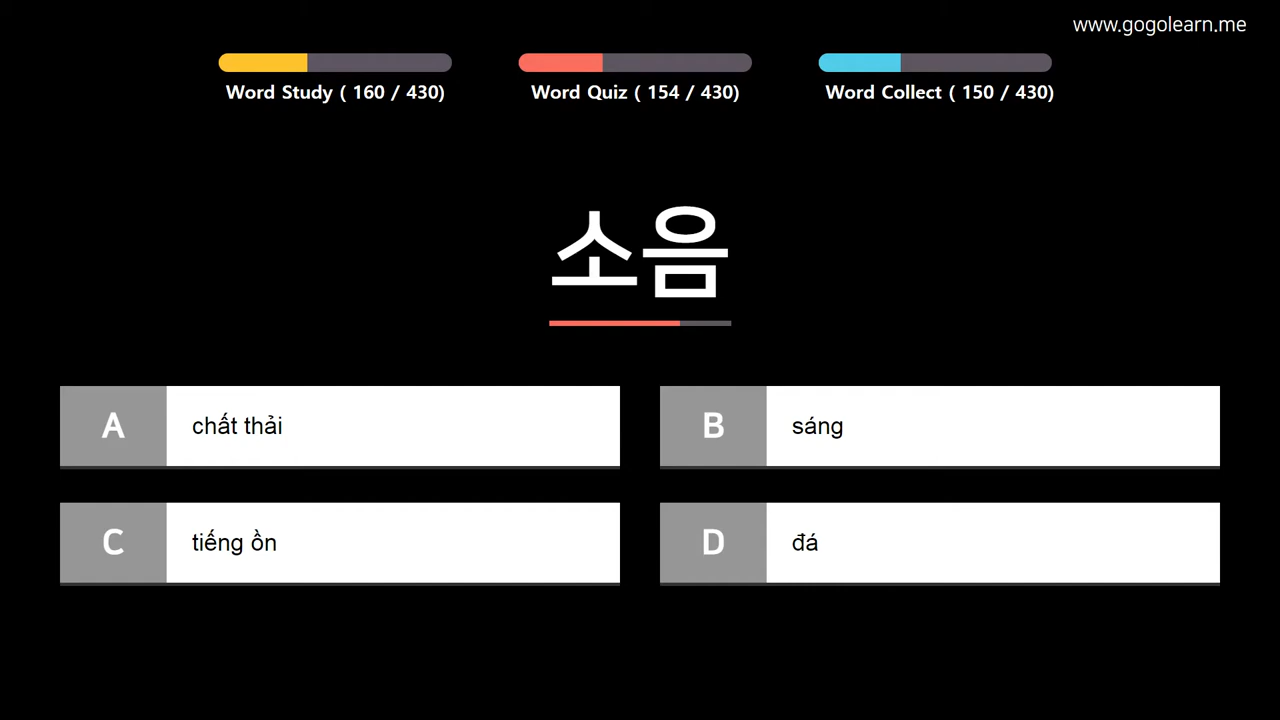 www.gogolearn.me
Word Study ( 160 / 430)
Word Quiz ( 154 / 430)
Word Collect ( 150 / 430)
소음
A chất thải
B sáng
C tiếng ồn
D đá